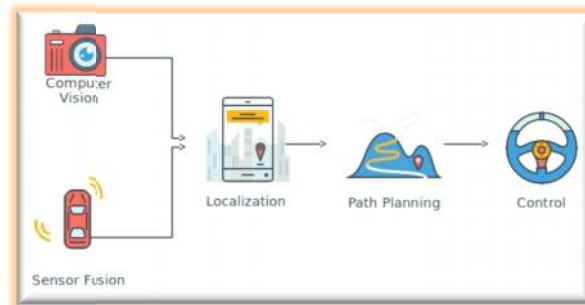 Computer
Vision
Localization
Path Planning
Control
Sensor Fusion